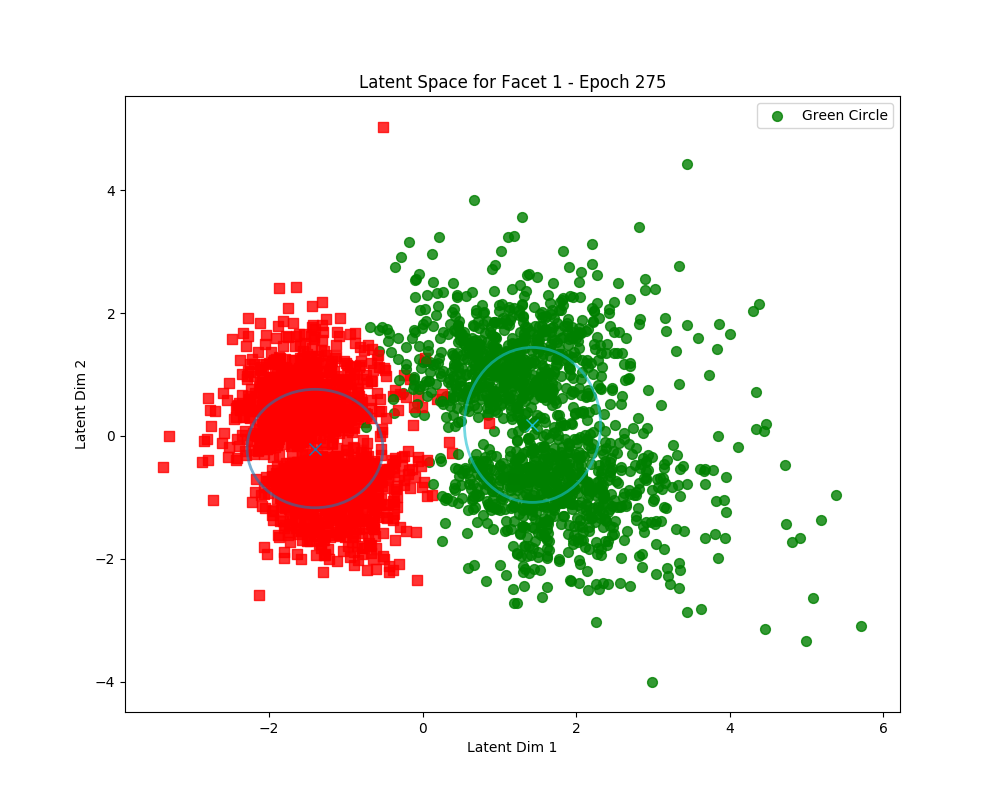 Latent Space for Facet 1 - Epoch 275
Green Circle
4
2
0
−2
−4
Latent Dim 2
−2
0
2
4
6
Latent Dim 1